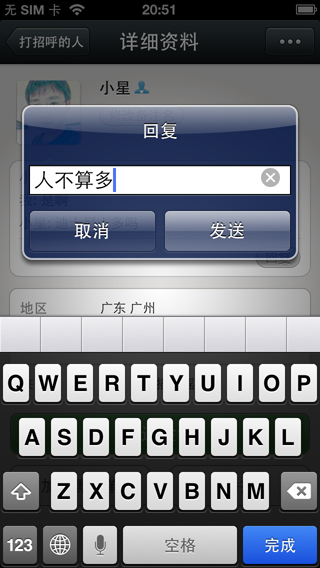 无 SIM 卡 20:51
打招呼的人 详细资料
小星
回复
人不算多
取消 发送
地区 广东 广州
Q W E R T Y U I O P
A S D F G H J K L
Z X C V B N M
123 空格 完成